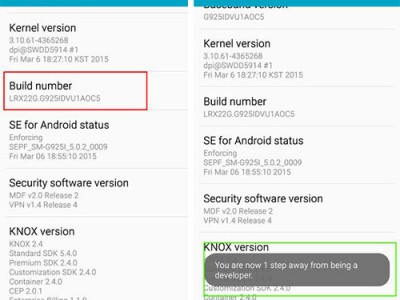 Kernel version
3.10.61-4365268
dpi@SWDD5914 #1
Fri Mar 6 18:27:10 KST 2015
Build number
LRX22G.G925IDVU1AOC5
SE for Android status
Enforcing
SEPF_SM-G925I_5.0.2_0009
Fri Mar 06 18:55:10 2015
Security software version
MDF v2.0 Release 2
VPN v1.4 Release 4
KNOX version
KNOX 2.4
Standard SDK 5.4.0
Premium SDK 2.4.0
Customization SDK 2.4.0
Container 2.4.0
CEP 2.0.1
Baseband version
G925IDVU1AOC5
Kernel version
3.10.61-4365268
dpi@SWDD5914 #1
Fri Mar 6 18:27:10 KST 2015
Build number
LRX22G.G925IDVU1AOC5
SE for Android status
Enforcing
SEPF_SM-G925I_5.0.2_0009
Fri Mar 06 18:55:10 2015
Security software version
MDF v2.0 Release 2
VPN v1.4 Release 4
KNOX version
You are now 1 step away from being a
developer.
Customization SDK 2.4.0
Container 2.4.0